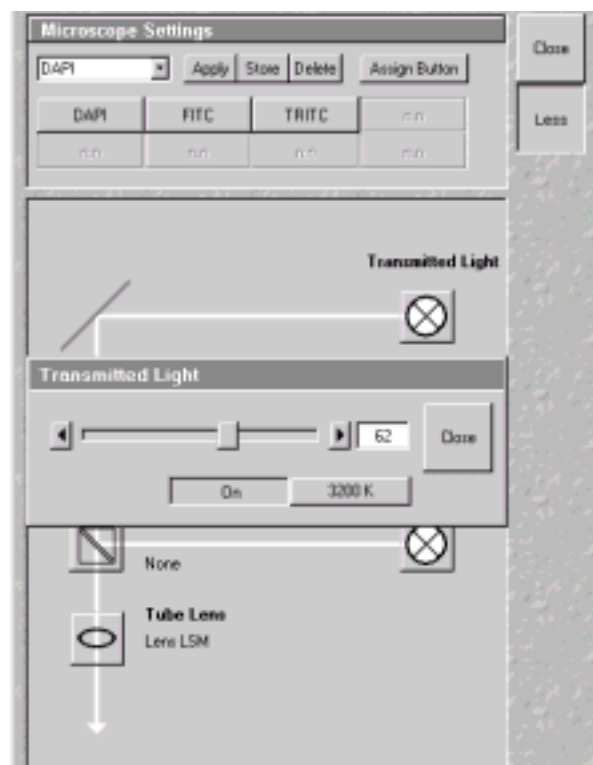 Microscope Settings
Close
DAPI Apply Store Delete Assign Button
Less
DAPI FITC TRITC n.n
n.n n.n n.n n.n
Transmitted Light
Transmitted Light
62 Close
On 3200 K
None
Tube Lens
Lens LSM